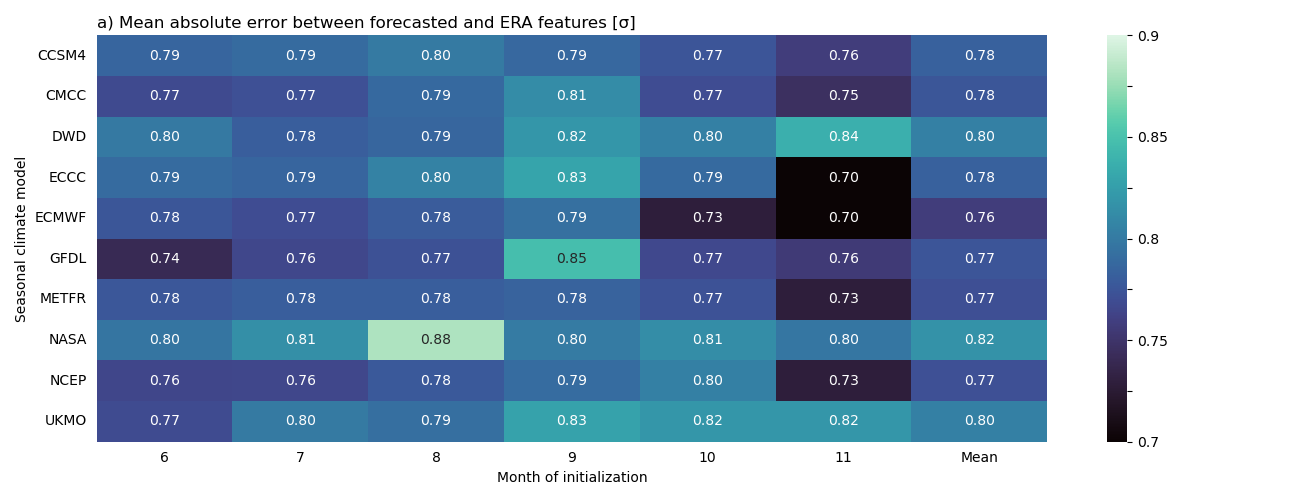 a) Mean absolute error between forecasted and ERA features [σ]
CCSM4 0.79 0.79 0.80 0.79 0.77 0.76 0.78
CMCC 0.77 0.77 0.79 0.81 0.77 0.75 0.78
DWD 0.80 0.78 0.79 0.82 0.80 0.84 0.80
ECCC 0.79 0.79 0.80 0.83 0.79 0.70 0.78
ECMWF 0.78 0.77 0.78 0.79 0.73 0.70 0.76
GFDL 0.74 0.76 0.77 0.85 0.77 0.76 0.77
METFR 0.78 0.78 0.78 0.78 0.77 0.73 0.77
NASA 0.80 0.81 0.88 0.80 0.81 0.80 0.82
NCEP 0.76 0.76 0.78 0.79 0.80 0.73 0.77
UKMO 0.77 0.80 0.79 0.83 0.82 0.82 0.80
6 7 8 9 10 11 Mean
Month of initialization
Seasonal climate model
0.9
0.85
0.8
0.75
0.7